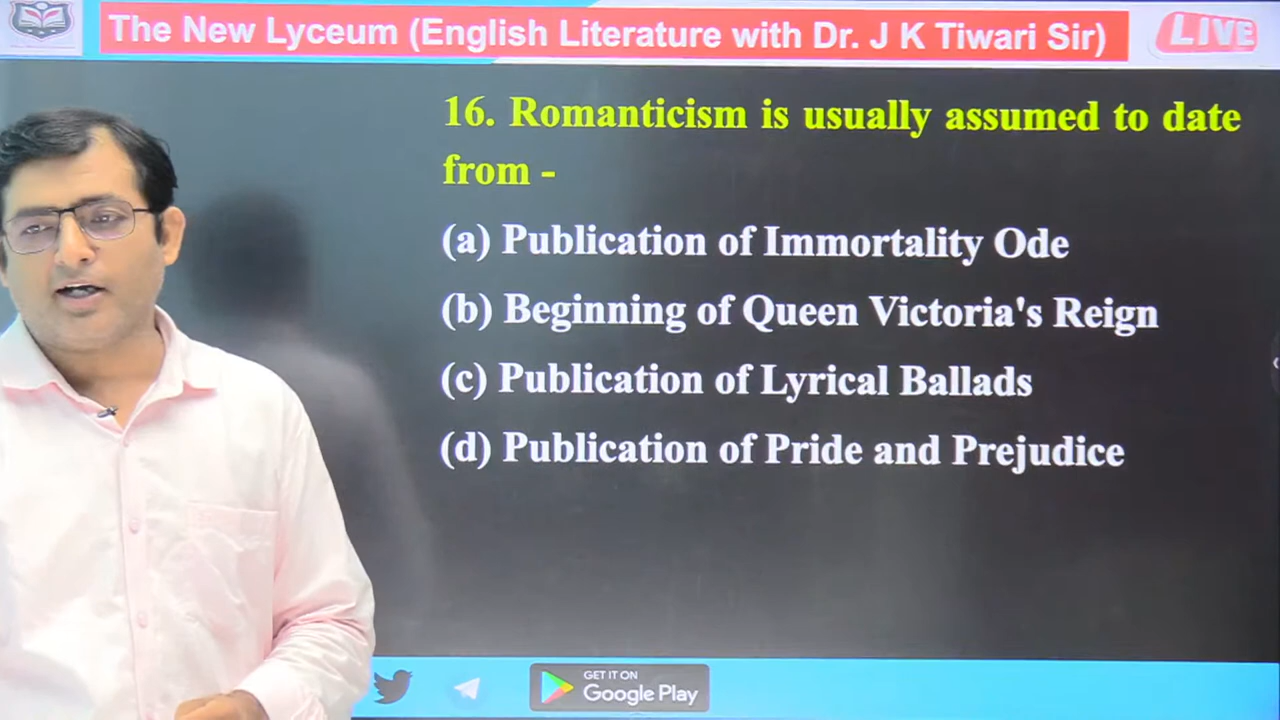 The New Lyceum (English Literature with Dr. J K Tiwari Sir)
LIVE
16. Romanticism is usually assumed to date
from -
(a) Publication of Immortality Ode
(b) Beginning of Queen Victoria's Reign
(c) Publication of Lyrical Ballads
(d) Publication of Pride and Prejudice
GET IT ON
Google Play